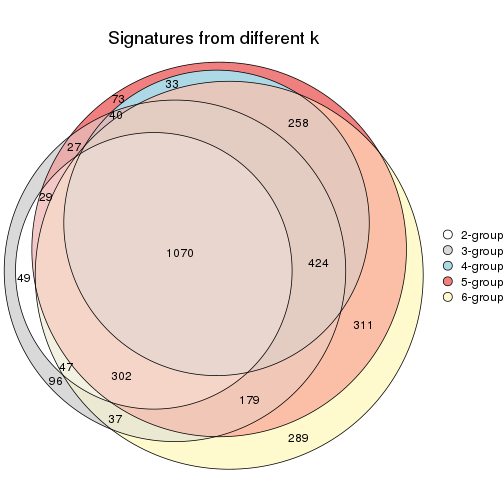 Signatures from different k
33
73
40
258
27
29
1070
424
49
311
47
302
96
179
37
289
2-group
3-group
4-group
5-group
6-group